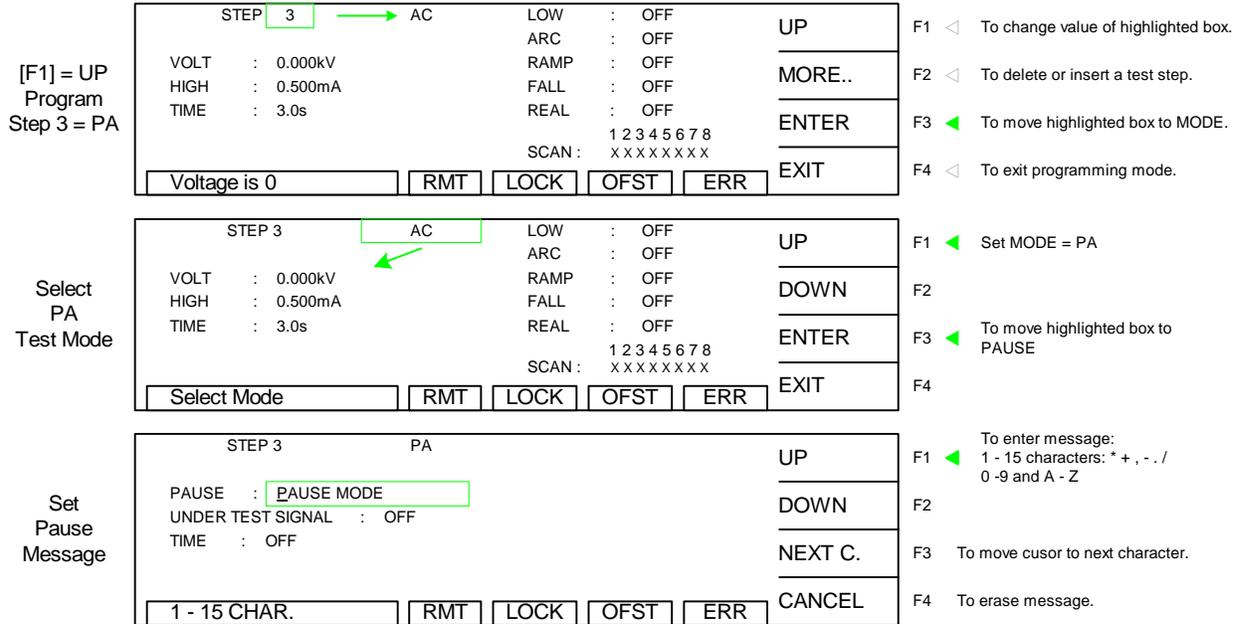 [F1] = UP
Program
Step 3 = PA
STEP 3 AC
VOLT : 0.000kV
HIGH : 0.500mA
TIME : 3.0s
LOW : OFF
ARC : OFF
RAMP : OFF
FALL : OFF
REAL : OFF
1 2 3 4 5 6 7 8
SCAN : X X X X X X X X
Voltage is 0 RMT LOCK OFST ERR
UP
MORE..
ENTER
EXIT
F1 To change value of highlighted box.
F2 To delete or insert a test step.
F3 To move highlighted box to MODE.
F4 To exit programming mode.
Select
PA
Test Mode
STEP 3 AC
VOLT : 0.000kV
HIGH : 0.500mA
TIME : 3.0s
LOW : OFF
ARC : OFF
RAMP : OFF
FALL : OFF
REAL : OFF
1 2 3 4 5 6 7 8
SCAN : X X X X X X X X
Select Mode RMT LOCK OFST ERR
UP
DOWN
ENTER
EXIT
F1 Set MODE = PA
F2
F3 To move highlighted box to
PAUSE
F4
Set
Pause
Message
STEP 3 PA
PAUSE : PAUSE MODE
UNDER TEST SIGNAL : OFF
TIME : OFF
1 - 15 CHAR. RMT LOCK OFST ERR
UP
DOWN
NEXT C.
CANCEL
F1 To enter message:
1 - 15 characters: * + , - . /
0 -9 and A - Z
F2
F3 To move cusor to next character.
F4 To erase message.